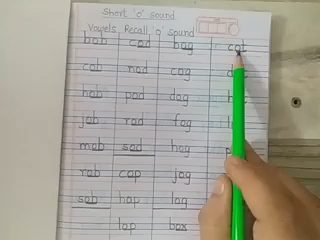 Short 'o' sound
Vowels Recall o sound
bob cod bog cot
cob nod cog
hob pod dog
job rod fog
mob sod hog
rob cop jog
sob hop log
lop box